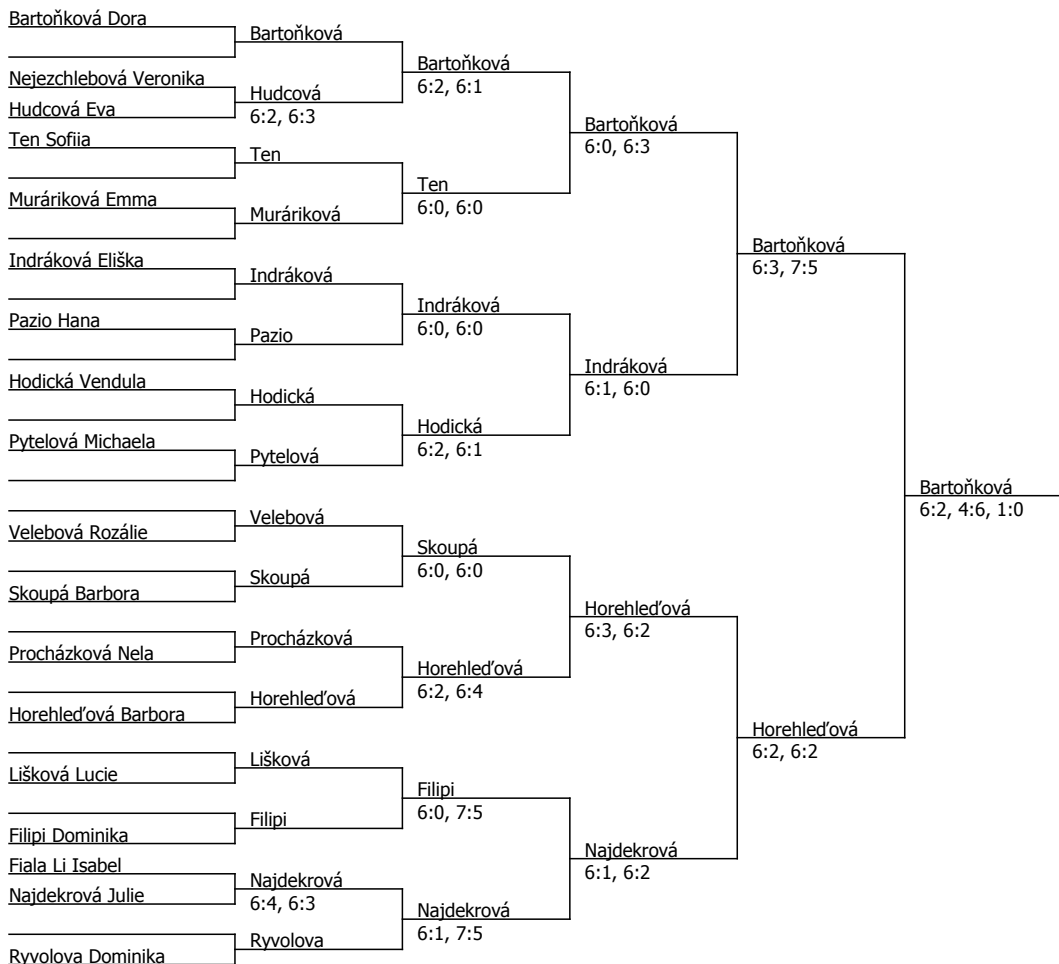 Bartoňková Dora
Nejezchlebová Veronika
Hudcová Eva
Ten Sofiia
Muráriková Emma
Indráková Eliška
Pazio Hana
Hodická Vendula
Pytelová Michaela
Velebová Rozálie
Skoupá Barbora
Procházková Nela
Horehleďová Barbora
Lišková Lucie
Filipi Dominika
Fiala Li Isabel
Najdekrová Julie
Ryvolova Dominika
Bartoňková
Hudcová
6:2, 6:3
Ten
Muráriková
Indráková
Pazio
Hodická
Pytelová
Velebová
Skoupá
Procházková
Horehleďová
Lišková
Filipi
Najdekrová
6:4, 6:3
Ryvolova
Bartoňková
6:2, 6:1
Ten
6:0, 6:0
Indráková
6:0, 6:0
Hodická
6:2, 6:1
Skoupá
6:0, 6:0
Horehleďová
6:2, 6:4
Filipi
6:0, 7:5
Najdekrová
6:1, 7:5
Bartoňková
6:0, 6:3
Indráková
6:1, 6:0
Horehleďová
6:3, 6:2
Najdekrová
6:1, 6:2
Bartoňková
6:3, 7:5
Horehleďová
6:2, 6:2
Bartoňková
6:2, 4:6, 1:0